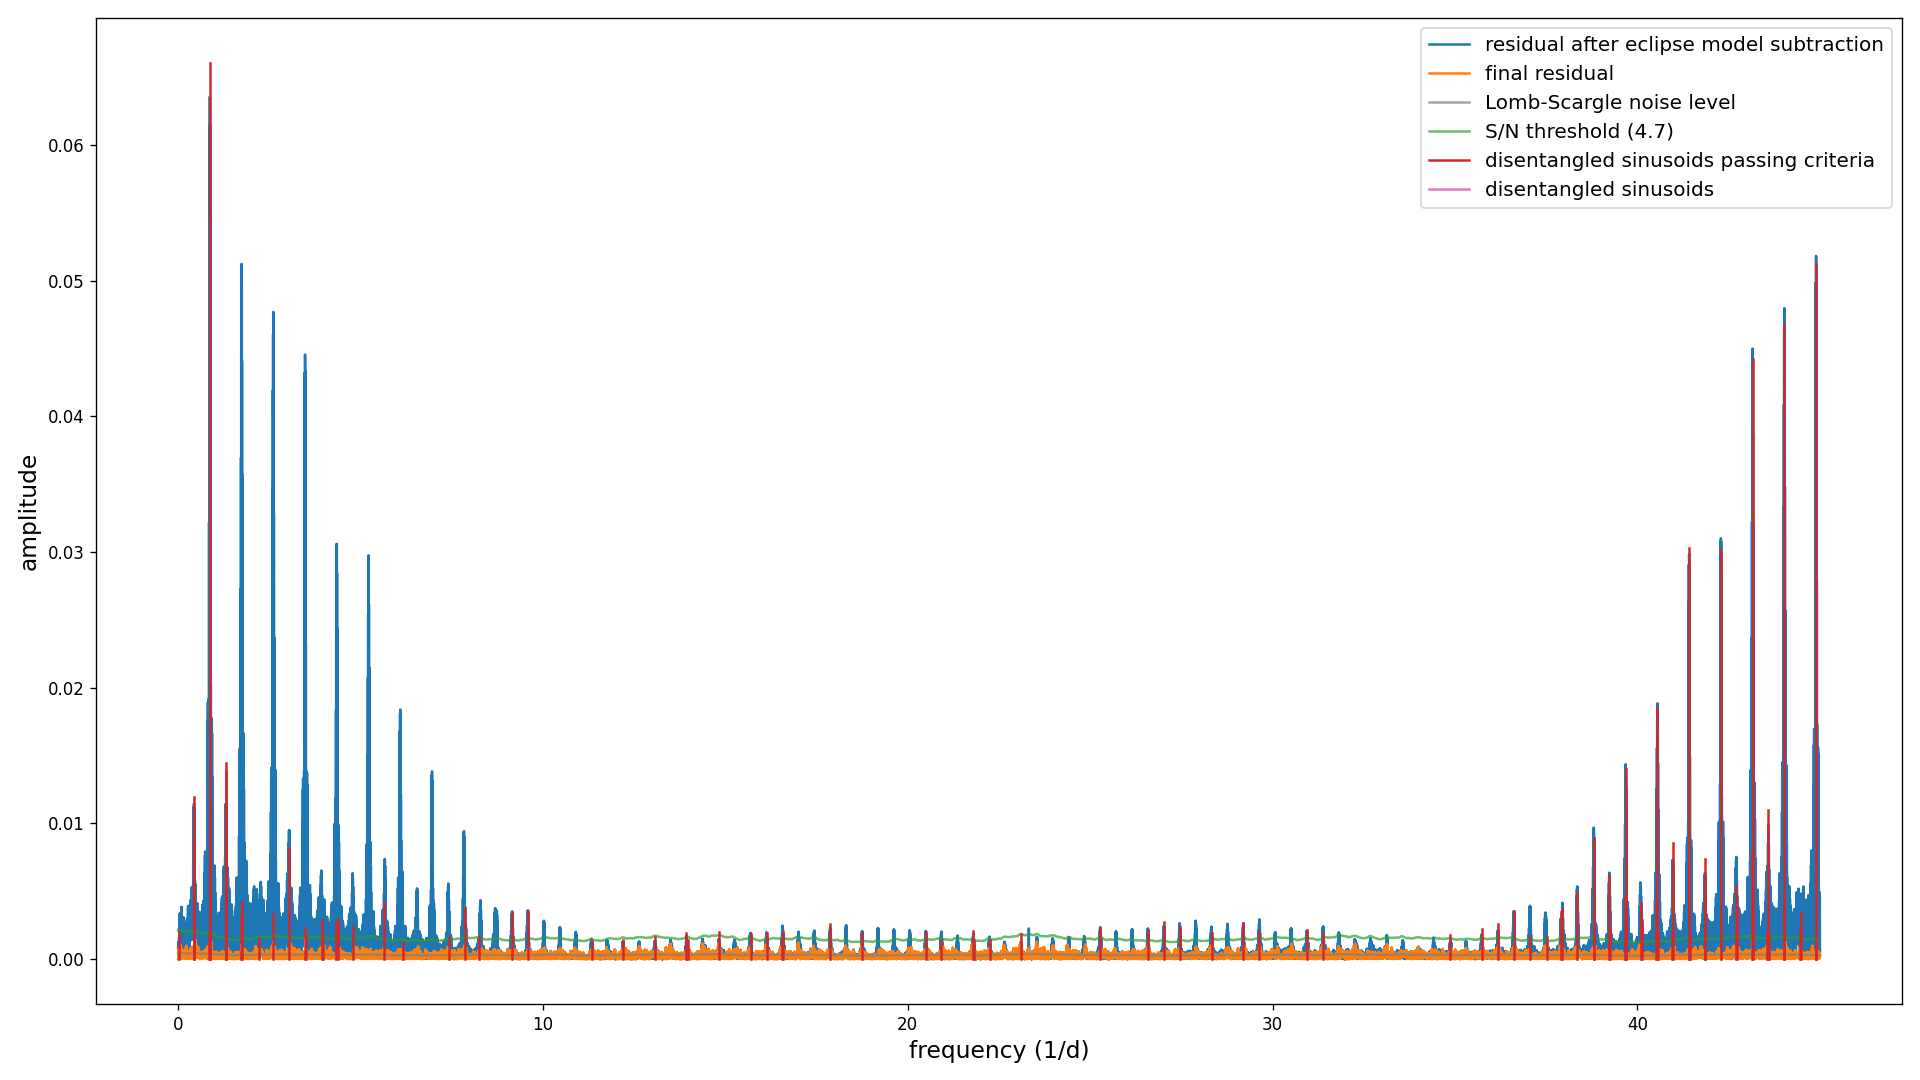 residual after eclipse model subtraction
final residual
Lomb-Scargle noise level
S/N threshold (4.7)
disentangled sinusoids passing criteria
disentangled sinusoids
0.06
0.05
0.04
0.03
0.02
0.01
0.00
amplitude
0 10 20 30 40
frequency (1/d)